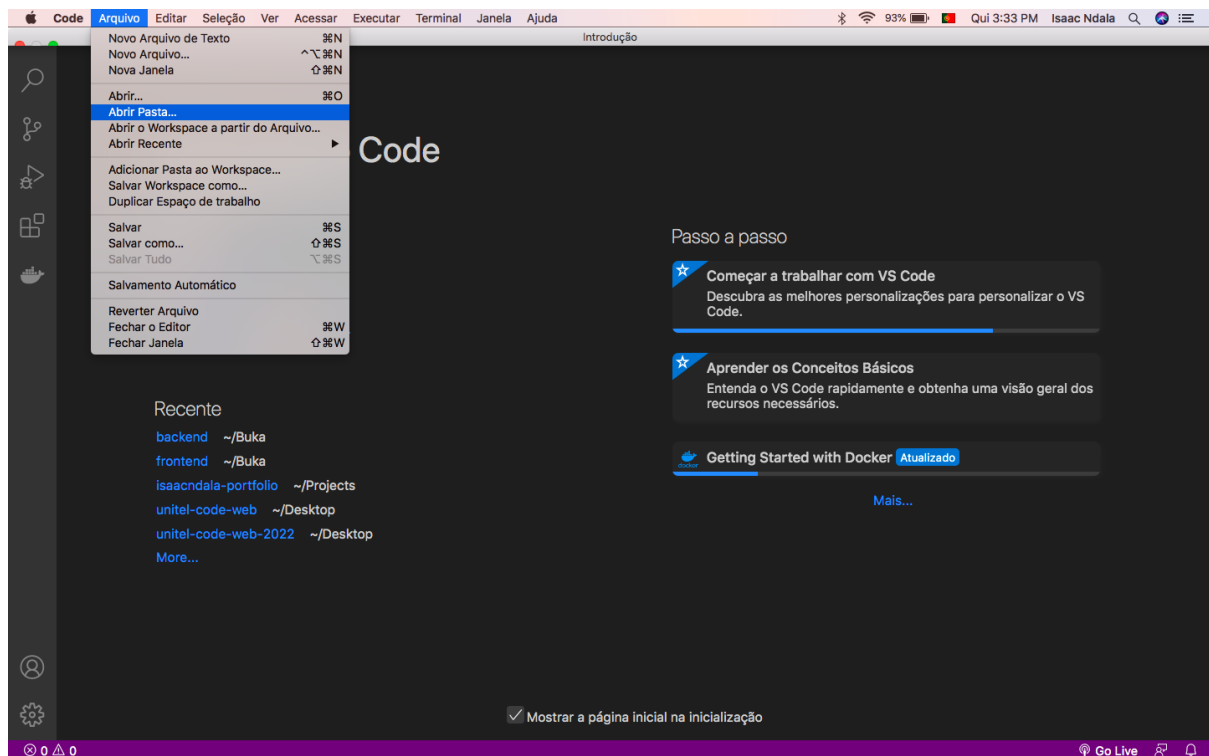 Code Arquivo Editar Seleção Ver Acessar Executar Terminal Janela Ajuda 93% Qui 3:33 PM Isaac Ndala
Introdução
Novo Arquivo de Texto ⌘N
Novo Arquivo... ^⌥⌘N
Nova Janela ⇧⌘N
Abrir... ⌘O
Abrir Pasta...
Abrir o Workspace a partir do Arquivo...
Abrir Recente
Adicionar Pasta ao Workspace...
Salvar Workspace como...
Duplicar Espaço de trabalho
Salvar ⌘S
Salvar como... ⇧⌘S
Salvar Tudo ⌥⌘S
Salvamento Automático
Reverter Arquivo
Fechar o Editor ⌘W
Fechar Janela ⇧⌘W
Code
Recente
backend ~/Buka
frontend ~/Buka
isaacndala-portfolio ~/Projects
unitel-code-web ~/Desktop
unitel-code-web-2022 ~/Desktop
More...
Passo a passo
Começar a trabalhar com VS Code
Descubra as melhores personalizações para personalizar o VS
Code.
Aprender os Conceitos Básicos
Entenda o VS Code rapidamente e obtenha uma visão geral dos
recursos necessários.
docker
Getting Started with Docker Atualizado
Mais...
Mostrar a página inicial na inicialização
0 0 Go Live